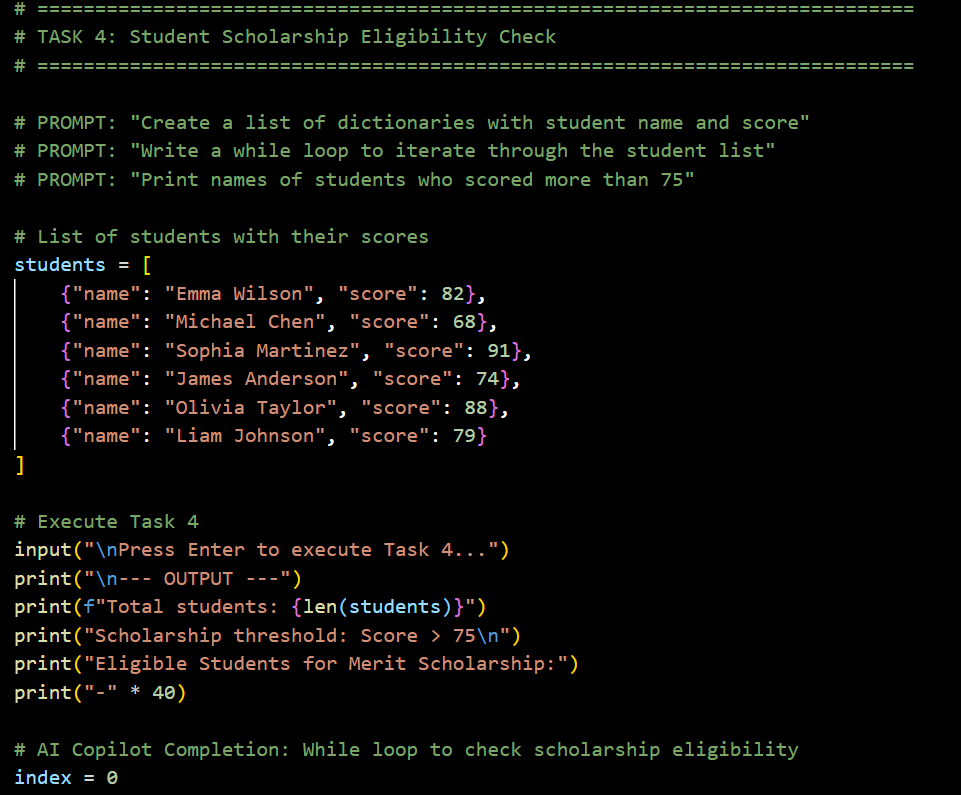 # ============================================================================
# TASK 4: Student Scholarship Eligibility Check
# ============================================================================
# PROMPT: "Create a list of dictionaries with student name and score"
# PROMPT: "Write a while loop to iterate through the student list"
# PROMPT: "Print names of students who scored more than 75"
# List of students with their scores
students = [
    {"name": "Emma Wilson", "score": 82},
    {"name": "Michael Chen", "score": 68},
    {"name": "Sophia Martinez", "score": 91},
    {"name": "James Anderson", "score": 74},
    {"name": "Olivia Taylor", "score": 88},
    {"name": "Liam Johnson", "score": 79}
]
# Execute Task 4
input("\nPress Enter to execute Task 4...")
print("\n--- OUTPUT ---")
print(f"Total students: {len(students)}")
print("Scholarship threshold: Score > 75\n")
print("Eligible Students for Merit Scholarship:")
print("-" * 40)
# AI Copilot Completion: While loop to check scholarship eligibility
index = 0